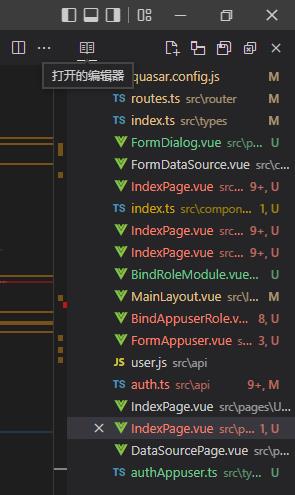 打开的编辑器
quasar.config.js M
TS routes.ts src\router M
TS index.ts src\types M
FormDialog.vue src\p... U
FormDataSource.vue src\c...
IndexPage.vue src... 9+, U
TS index.ts src\compon... 1, U
IndexPage.vue src... 9+, U
IndexPage.vue src... 9+, U
BindRoleModule.vue ... U
MainLayout.vue src\l... M
BindAppuserRole.v... 8, U
FormAppuser.vue s... 3, U
JS user.js src\api
TS auth.ts src\api 9+, M
IndexPage.vue src\pages\U...
IndexPage.vue src\p... 1, U
DataSourcePage.vue src\p...
TS authAppuser.ts src\ty... U